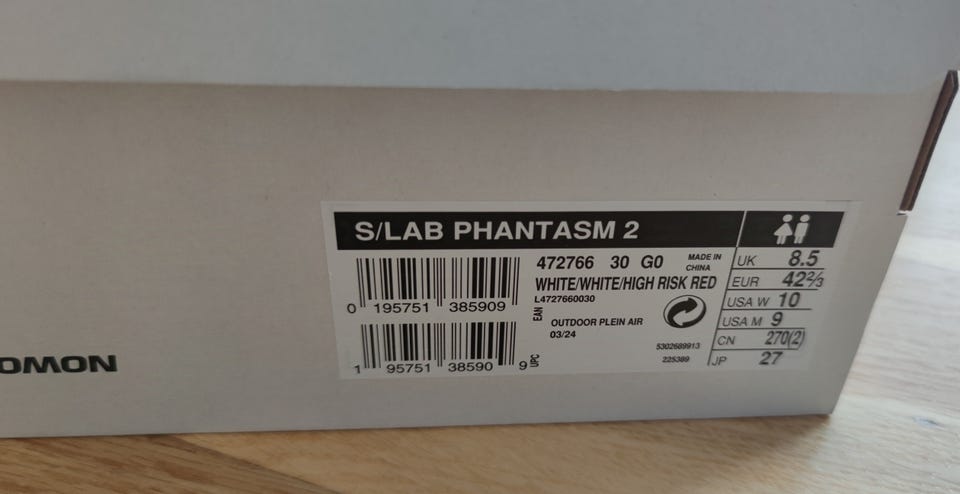 S/LAB PHANTASM 2
472766 30 G0
MADE IN
CHINA
WHITE/WHITE/HIGH RISK RED
L4727660030
0 195751 385909
EAN
OUTDOOR PLEIN AIR
03/24
5302689913
225389
1 95751 38590 9
UPC
UK 8.5
EUR 42⅔
USA W 10
USA M 9
CN 270(2)
JP 27
OMON